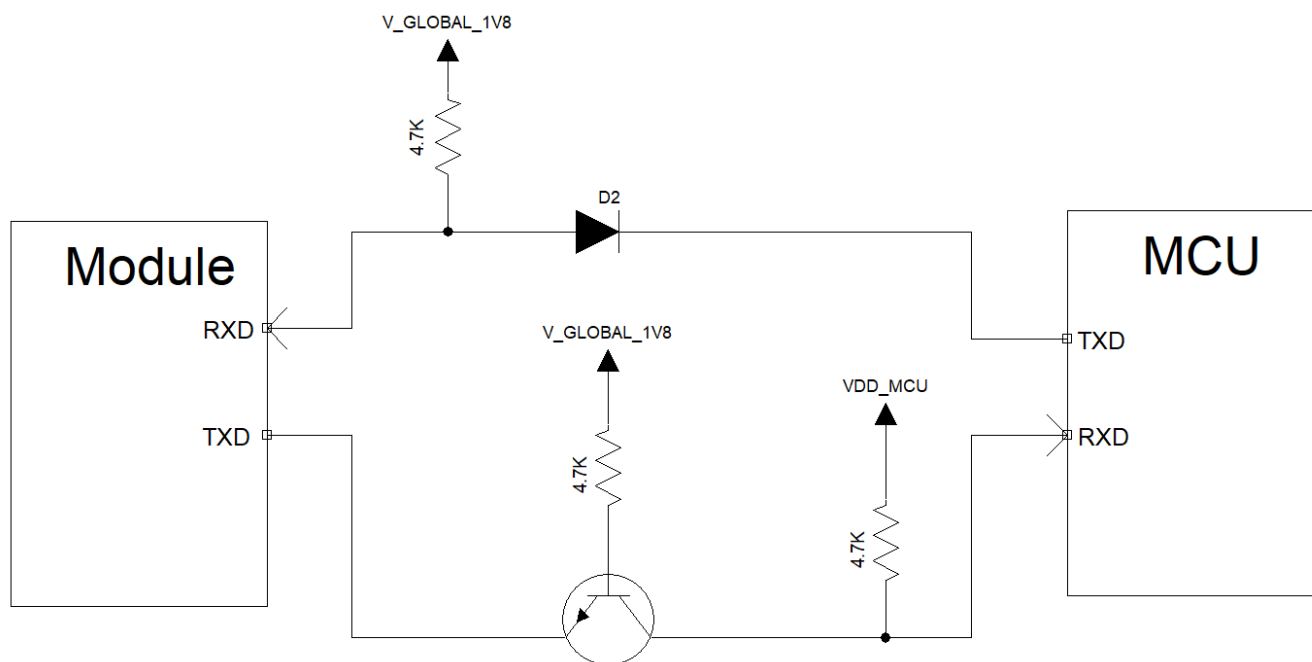 V_GLOBAL_1V8
4.7K
D2
Module
MCU
RXD
V_GLOBAL_1V8
TXD
VDD_MCU
TXD
RXD
4.7K
4.7K